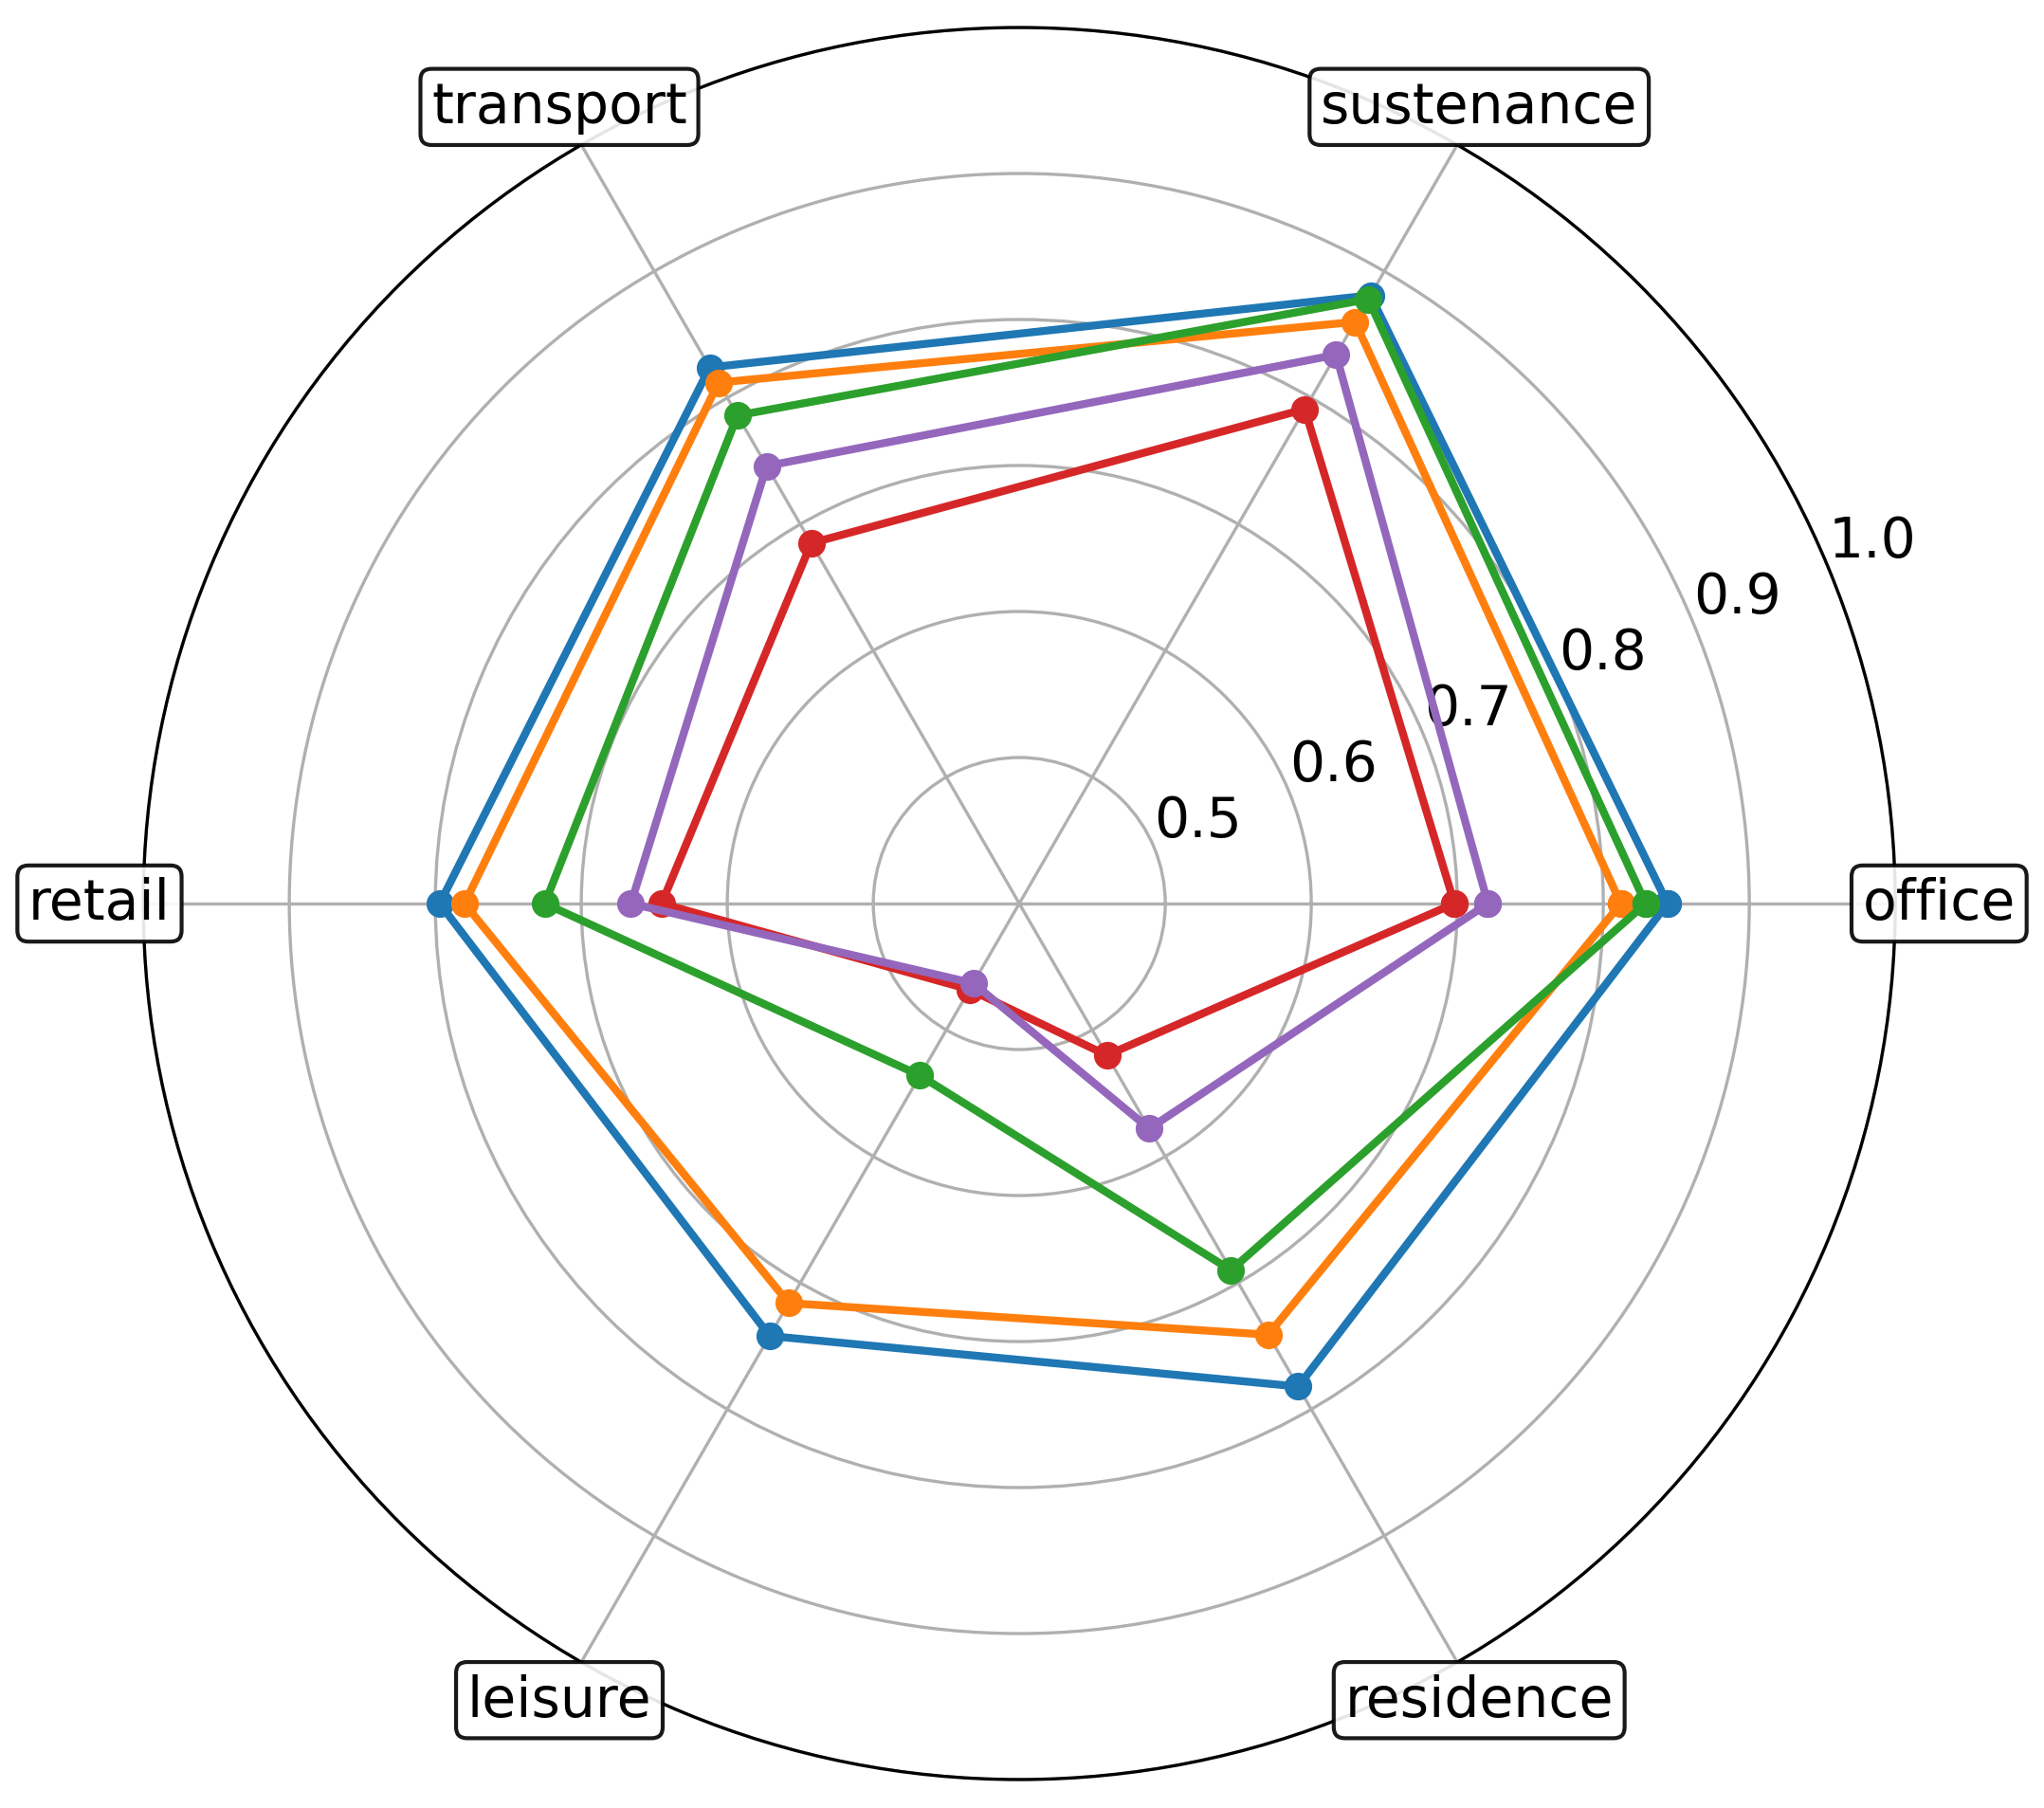 transport
sustenance
1.0
0.9
0.8
0.7
0.6
0.5
retail
office
leisure
residence